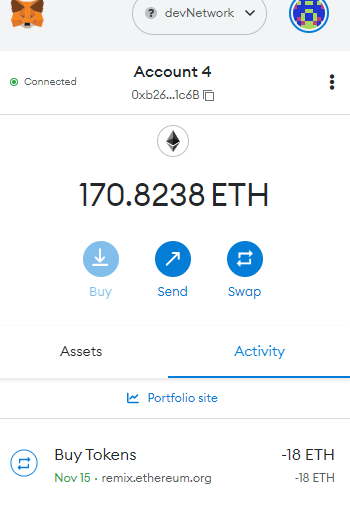 devNetwork
Connected
Account 4
0xb26...1c6B
170.8238 ETH
Buy
Send
Swap
Assets
Activity
Portfolio site
Buy Tokens
-18 ETH
Nov 15 · remix.ethereum.org
-18 ETH